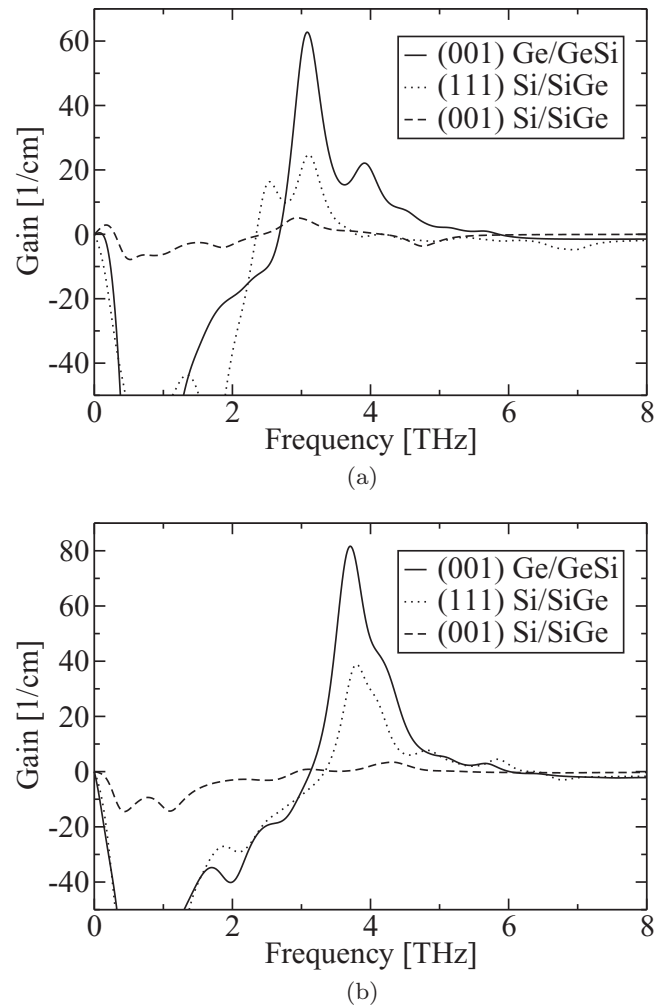 60
40
20
0
-20
-40
Gain [1/cm]
(001) Ge/GeSi
(111) Si/SiGe
(001) Si/SiGe
0 2 4 6 8
Frequency [THz]
(a)
80
60
40
20
0
-20
-40
Gain [1/cm]
(001) Ge/GeSi
(111) Si/SiGe
(001) Si/SiGe
0 2 4 6 8
Frequency [THz]
(b)